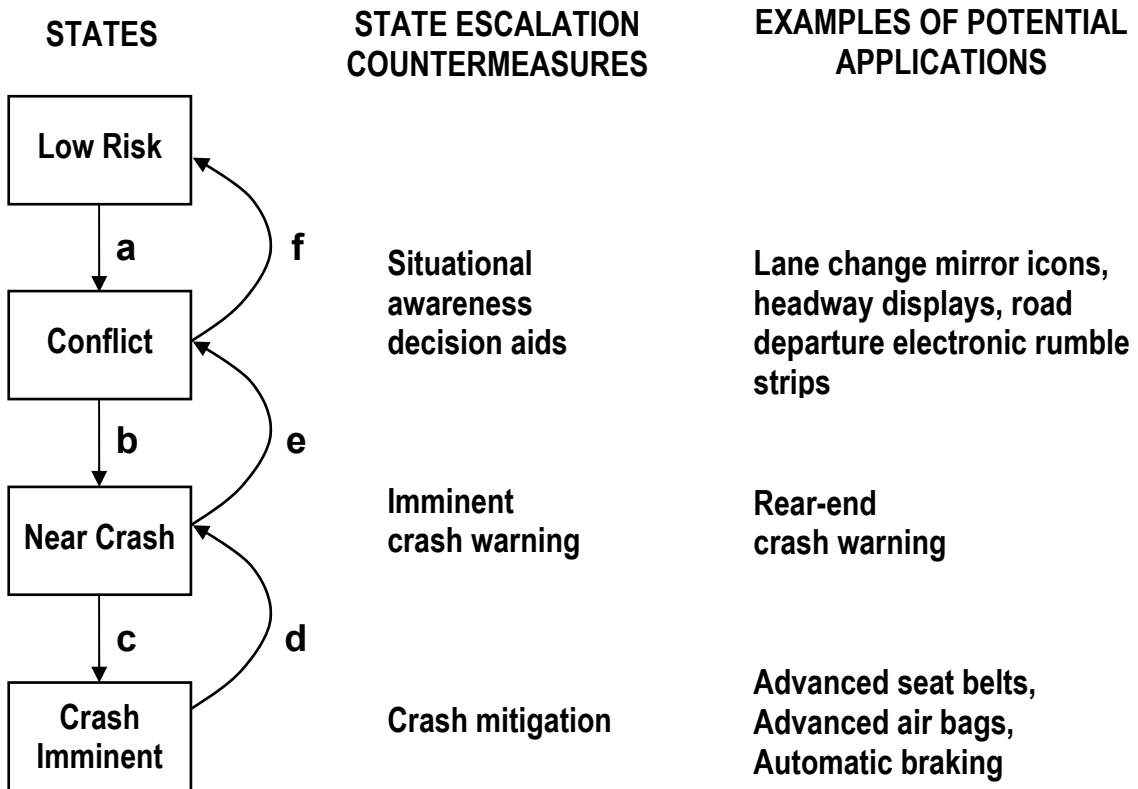 STATES
STATE ESCALATION
COUNTERMEASURES
EXAMPLES OF POTENTIAL
APPLICATIONS
Low Risk
a
f
Situational
awareness
decision aids
Lane change mirror icons,
headway displays, road
departure electronic rumble
strips
Conflict
b
e
Near Crash
Imminent
crash warning
Rear-end
crash warning
c
d
Crash
Imminent
Crash mitigation
Advanced seat belts,
Advanced air bags,
Automatic braking